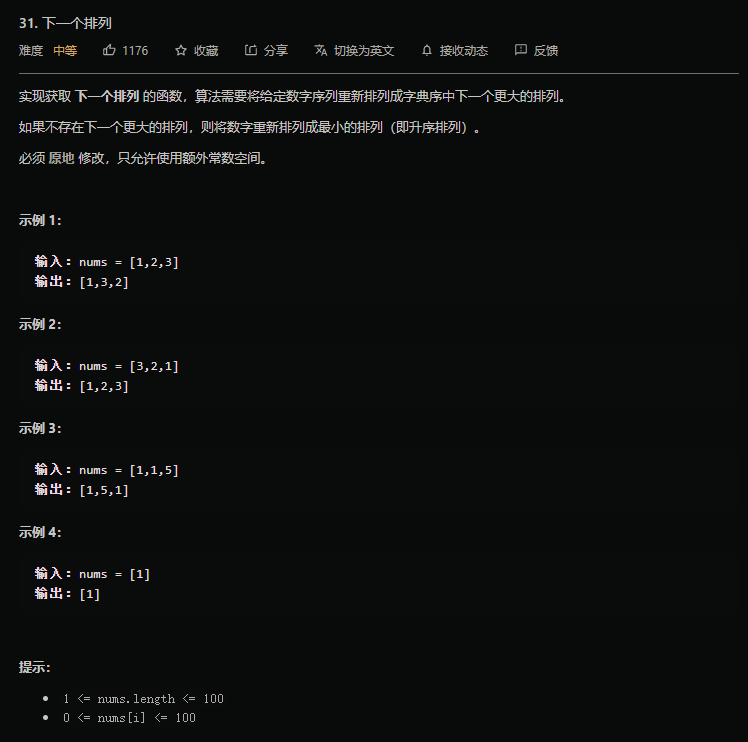 31. 下一个排列
难度 中等 1176 收藏 分享 切换为英文 接收动态 反馈
实现获取 下一个排列 的函数，算法需要将给定数字序列重新排列成字典序中下一个更大的排列。
如果不存在下一个更大的排列，则将数字重新排列成最小的排列（即升序排列）。
必须 原地 修改，只允许使用额外常数空间。
示例 1：
输入：nums = [1,2,3]
输出：[1,3,2]
示例 2：
输入：nums = [3,2,1]
输出：[1,2,3]
示例 3：
输入：nums = [1,1,5]
输出：[1,5,1]
示例 4：
输入：nums = [1]
输出：[1]
提示：
• 1 <= nums.length <= 100
• 0 <= nums[i] <= 100